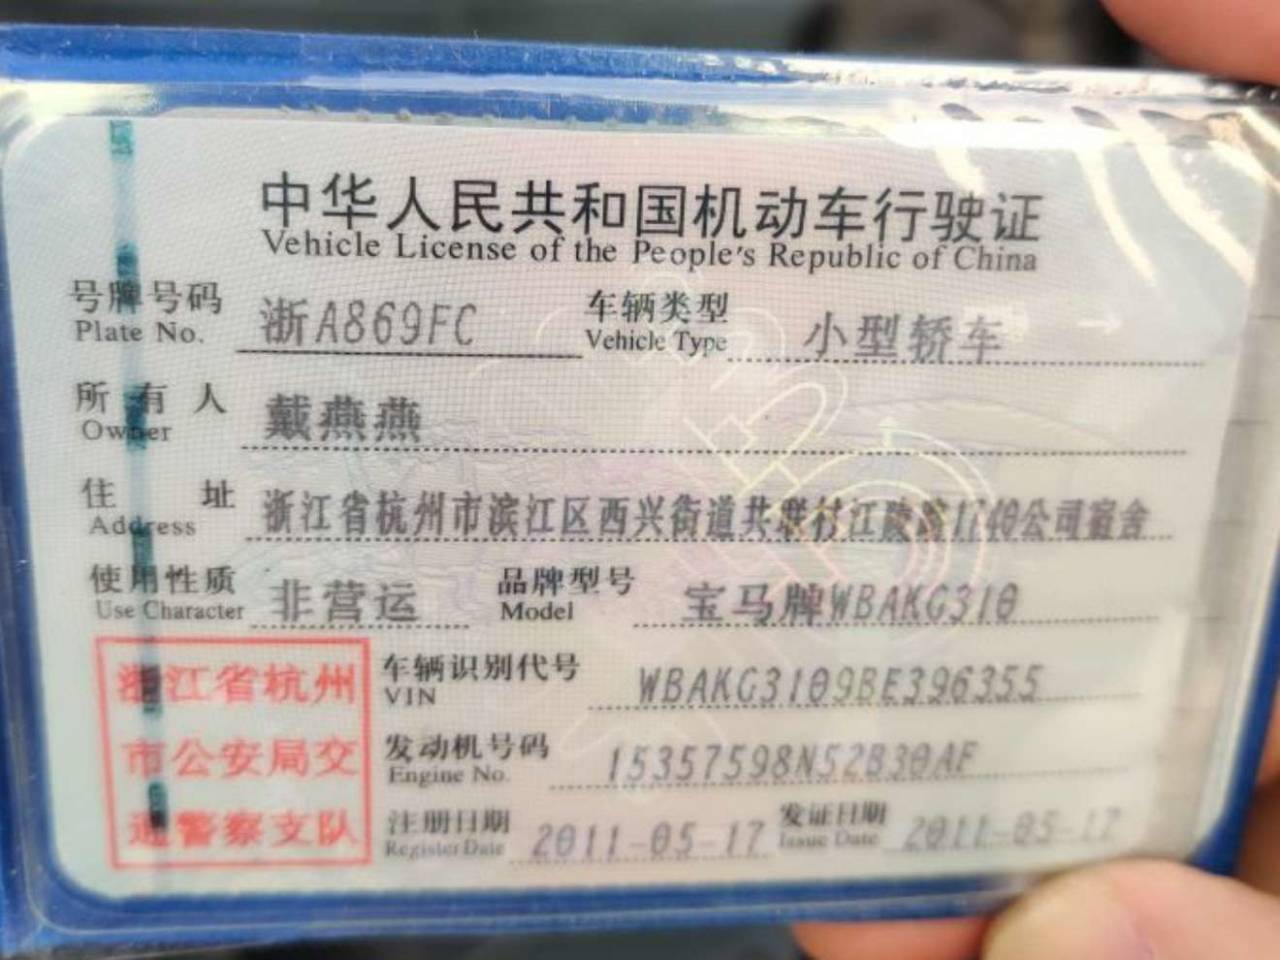 中华人民共和国机动车行驶证
Vehicle License of the People's Republic of China
号牌号码 浙A869FC 车辆类型 小型轿车
Plate No. Vehicle Type
所有人 戴燕燕
Owner
住址 浙江省杭州市滨江区西兴街道共联村江陵路1740公司宿舍
Address
使用性质 非营运 品牌型号 宝马牌WBAKG310
Use Character Model
浙江省杭州
市公安局交
通警察支队
车辆识别代号 WBAKG3109BE396355
VIN
发动机号码 15357598N52B30AF
Engine No.
注册日期 2011-05-17 发证日期 2011-05-17
Register Date Issue Date